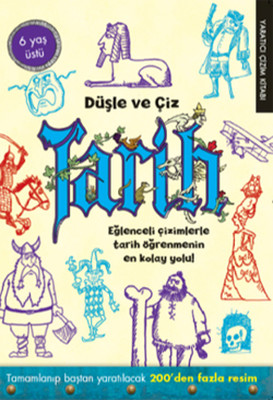 YARATICI ÇİZİM KİTABI
6 yaş
üstü
Düşle ve Çiz
Tarih
Eğlenceli çizimlerle
tarih öğrenmenin
en kolay yolu!
Tamamlanıp baştan yaratılacak 200'den fazla resim